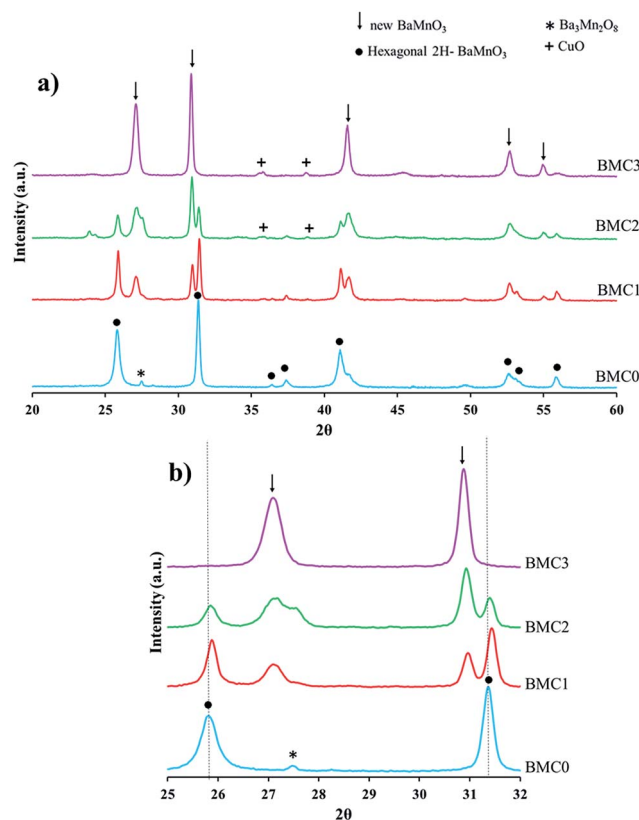 ↓ new BaMnO₃
* Ba₃Mn₂O₈
● Hexagonal 2H- BaMnO₃
+ CuO
a)
Intensity (a.u.)
BMC3
BMC2
BMC1
BMC0
20 25 30 35 40 45 50 55 60
2θ 2θ
b)
Intensity (a.u.)
BMC3
BMC2
BMC1
BMC0
25 26 27 28 29 30 31 32
2θ